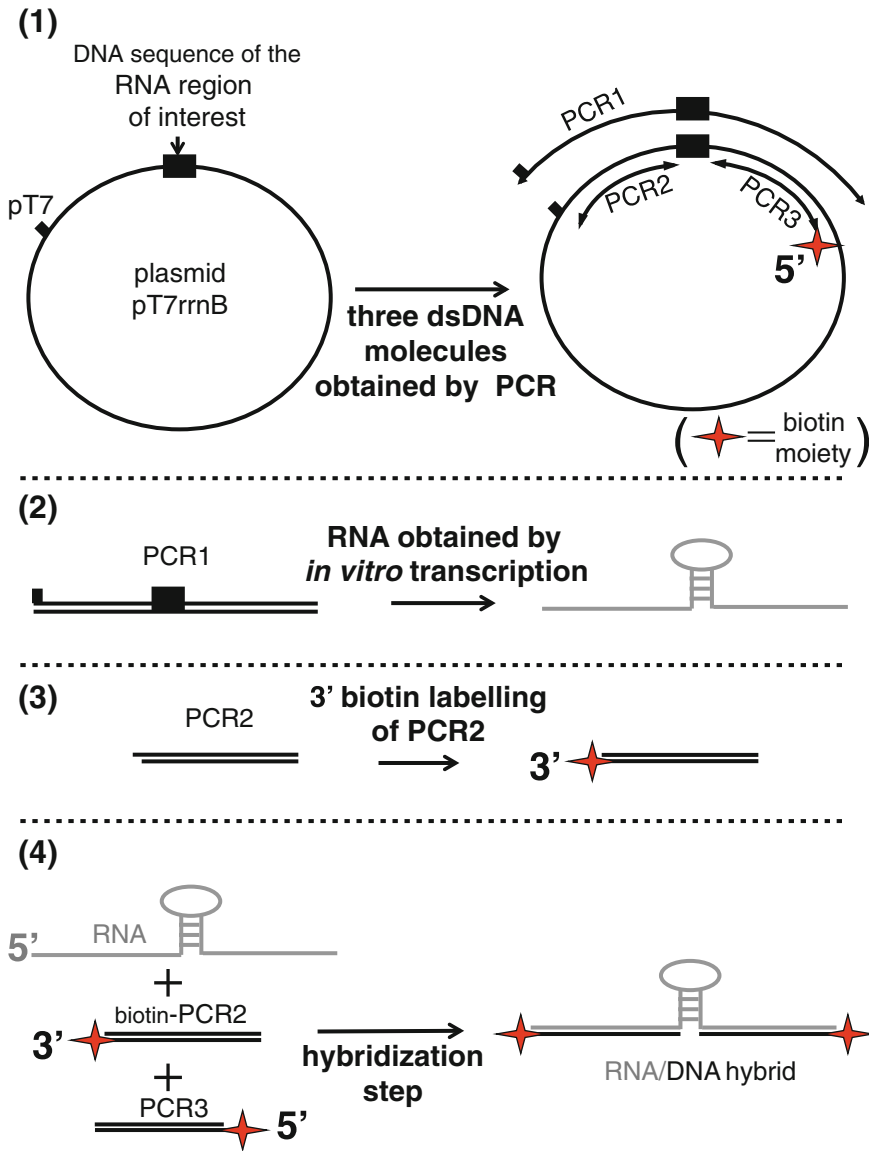 (1)
DNA sequence of the
RNA region
of interest
pT7
plasmid
pT7rrnB
three dsDNA
molecules
obtained by PCR
PCR1
PCR2
PCR3
5’
( = biotin
moiety )
(2)
PCR1
RNA obtained by
in vitro transcription
(3)
PCR2
3’ biotin labelling
of PCR2
3’
(4)
5’ RNA
+
3’ biotin-PCR2
+
PCR3 5’
hybridization
step
RNA/DNA hybrid